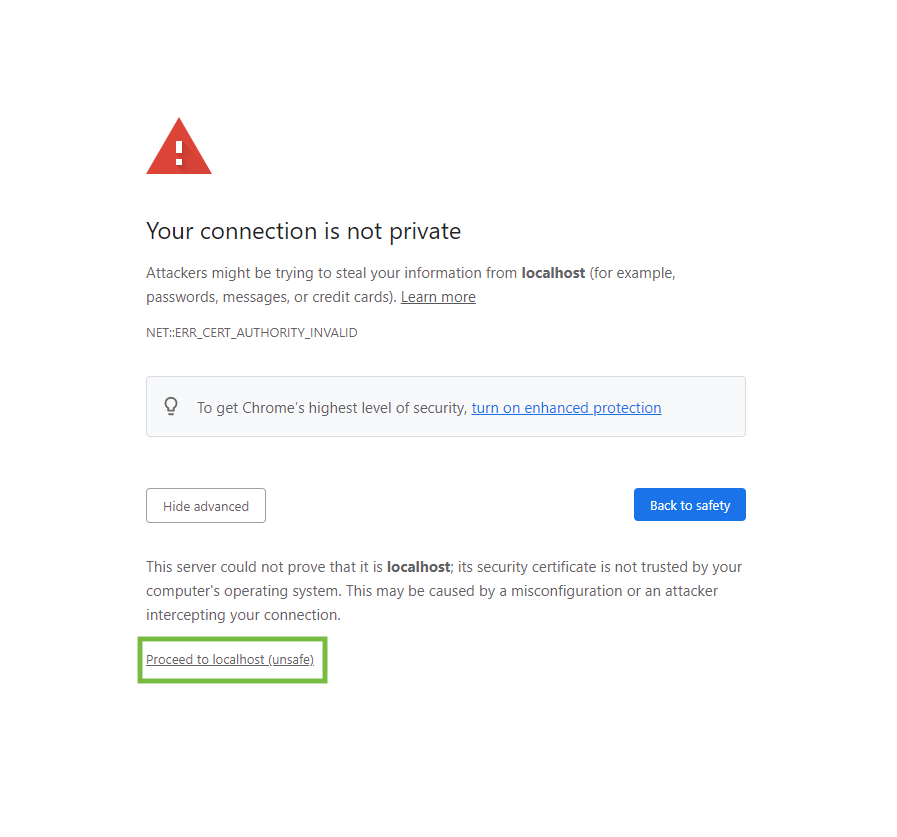 Your connection is not private
Attackers might be trying to steal your information from localhost (for example,
passwords, messages, or credit cards). Learn more
NET::ERR_CERT_AUTHORITY_INVALID
To get Chrome’s highest level of security, turn on enhanced protection
Hide advanced
Back to safety
This server could not prove that it is localhost; its security certificate is not trusted by your
computer's operating system. This may be caused by a misconfiguration or an attacker
intercepting your connection.
Proceed to localhost (unsafe)